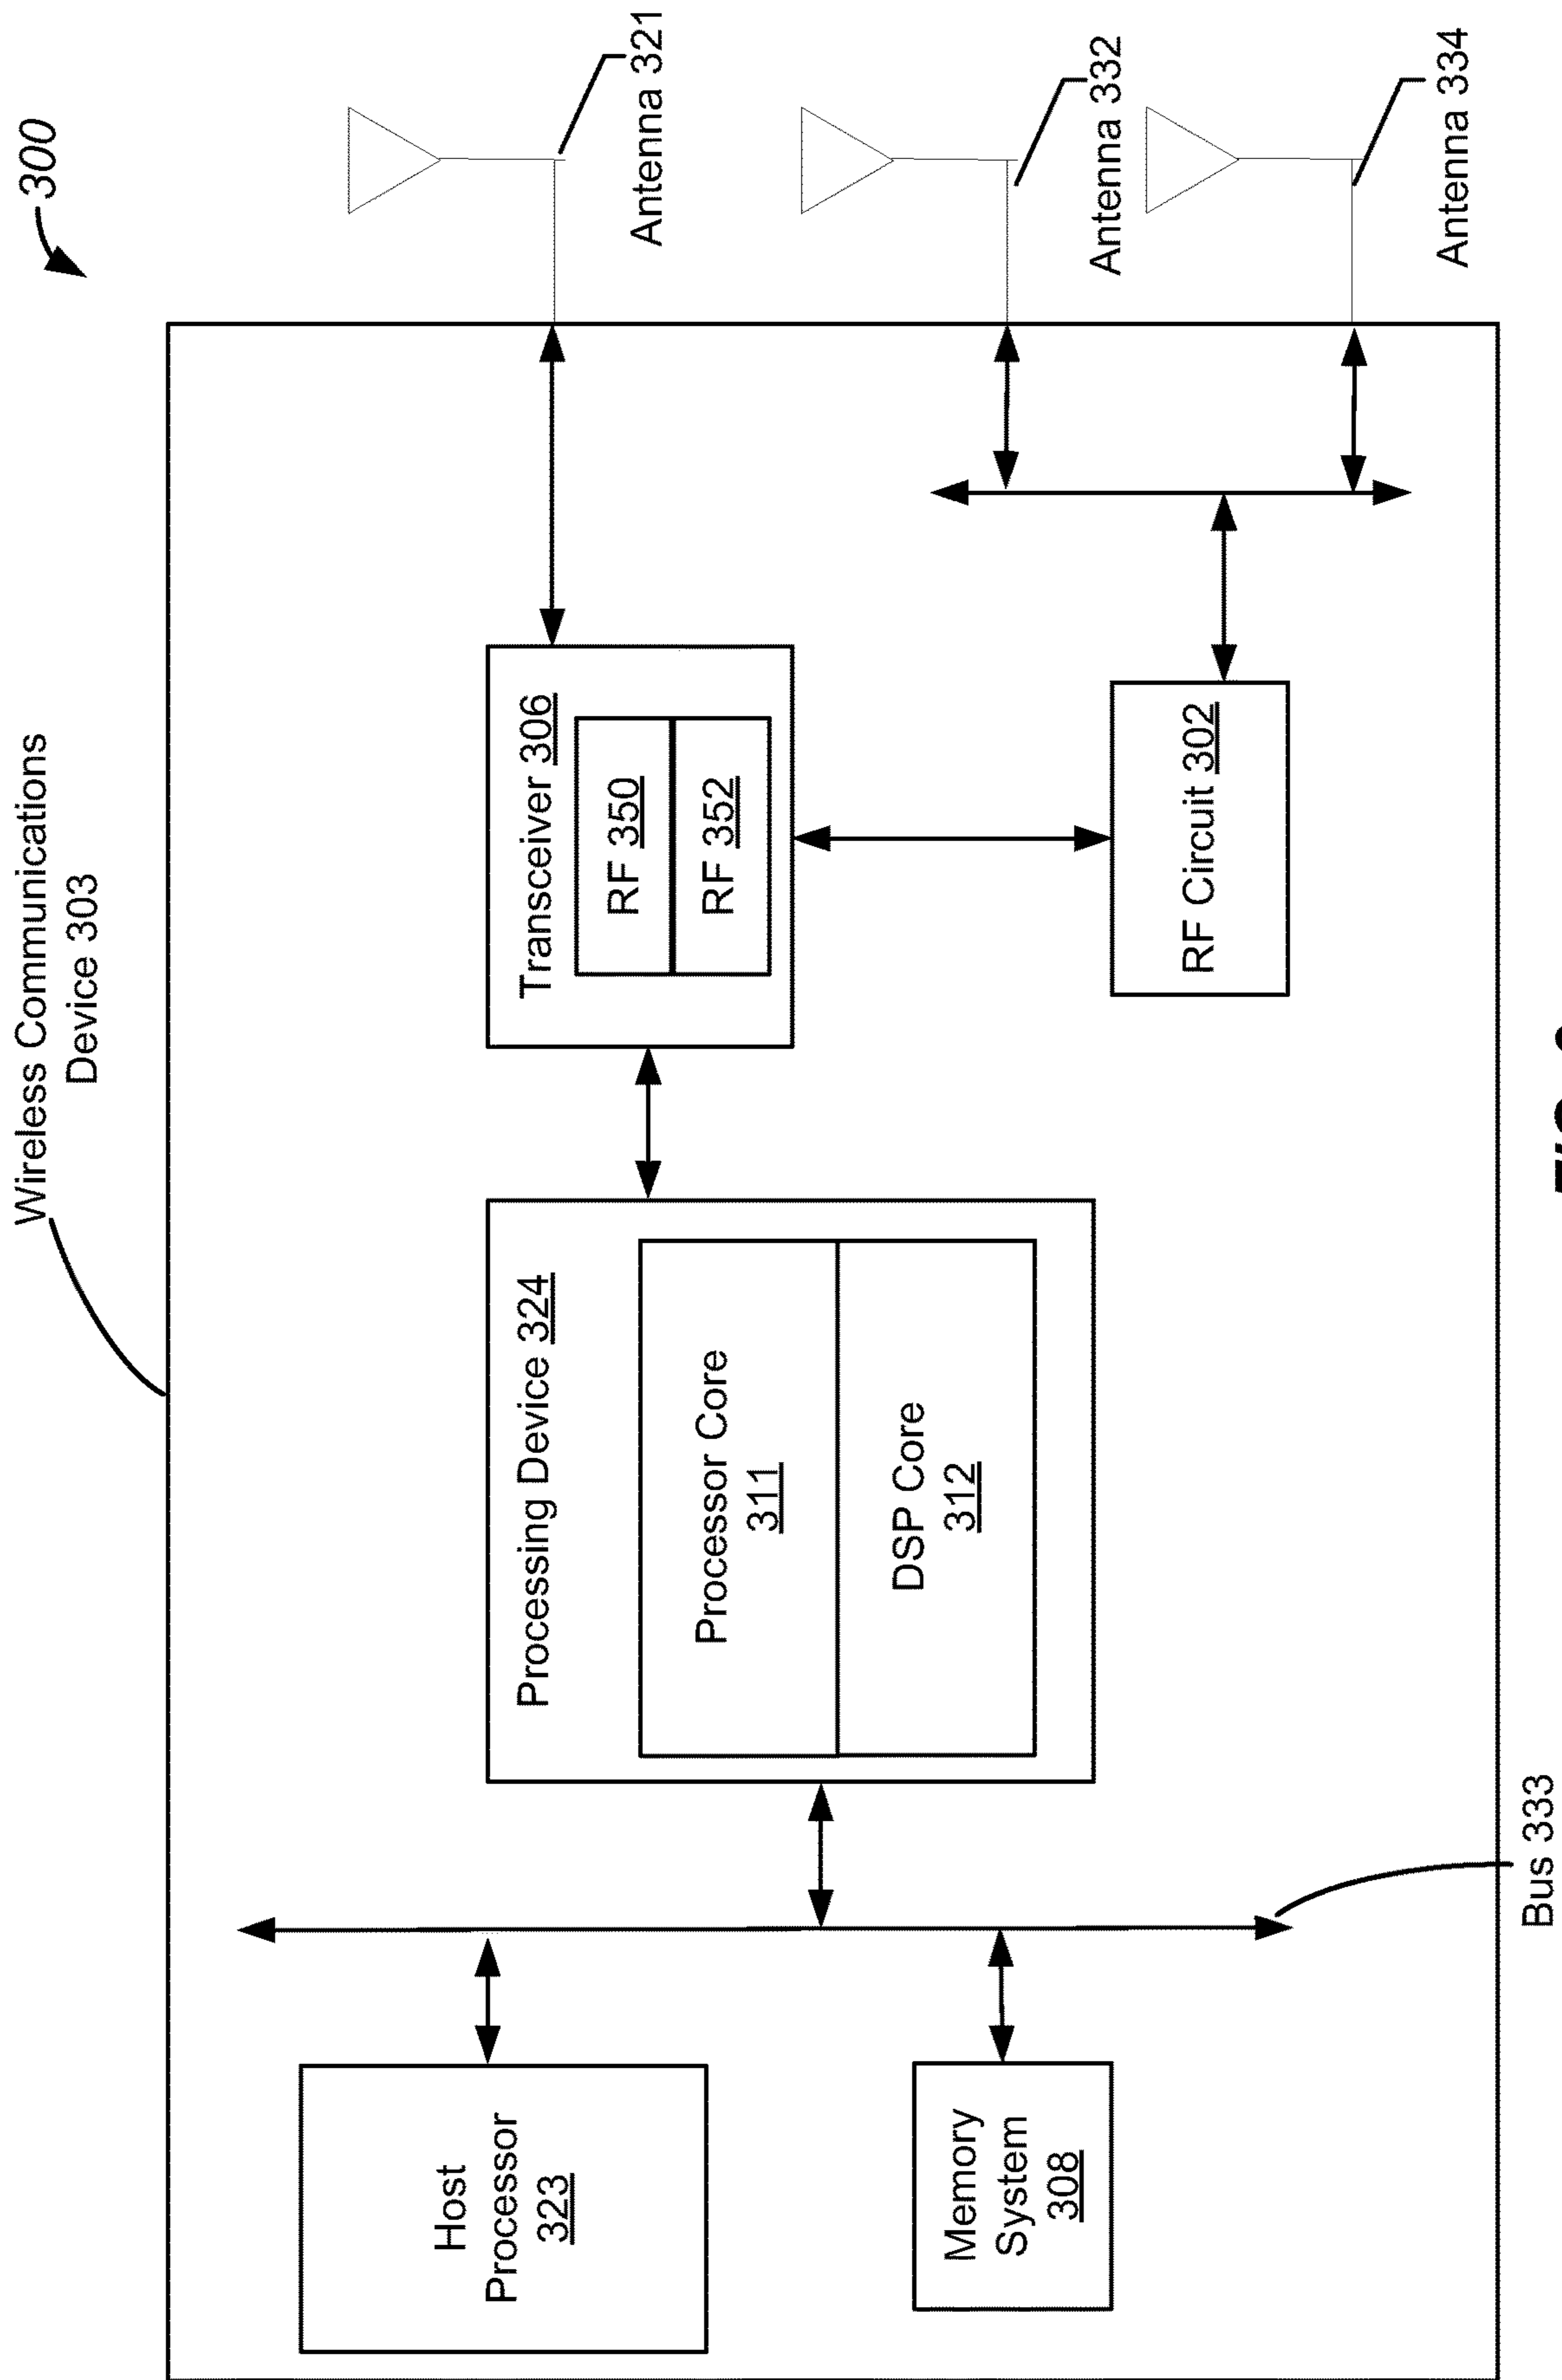 300
Wireless Communications
Device 303
Antenna 321
Antenna 332
Antenna 334
Transceiver 306
RF 350
RF 352
RF Circuit 302
Processing Device 324
Processor Core
311
DSP Core
312
Host
Processor
323
Memory
System
308
Bus 333